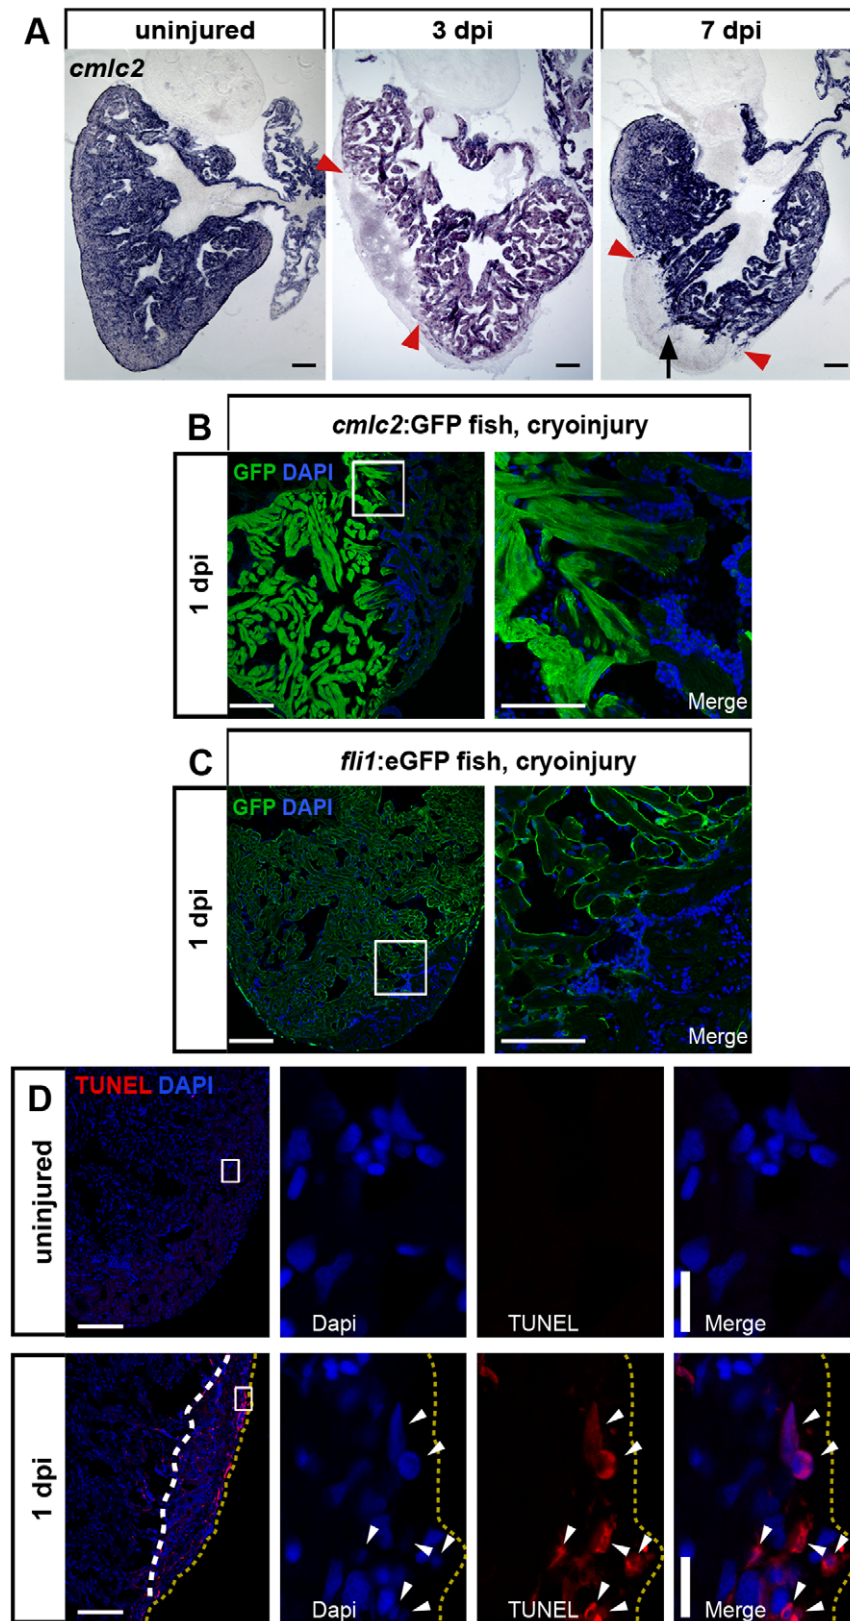 A
uninjured
3 dpi
7 dpi
cmlc2
B
cmlc2:GFP fish, cryoinjury
1 dpi
GFP DAPI
Merge
C
fli1:eGFP fish, cryoinjury
1 dpi
GFP DAPI
Merge
D
uninjured
TUNEL DAPI
Dapi
TUNEL
Merge
1 dpi
Dapi
TUNEL
Merge